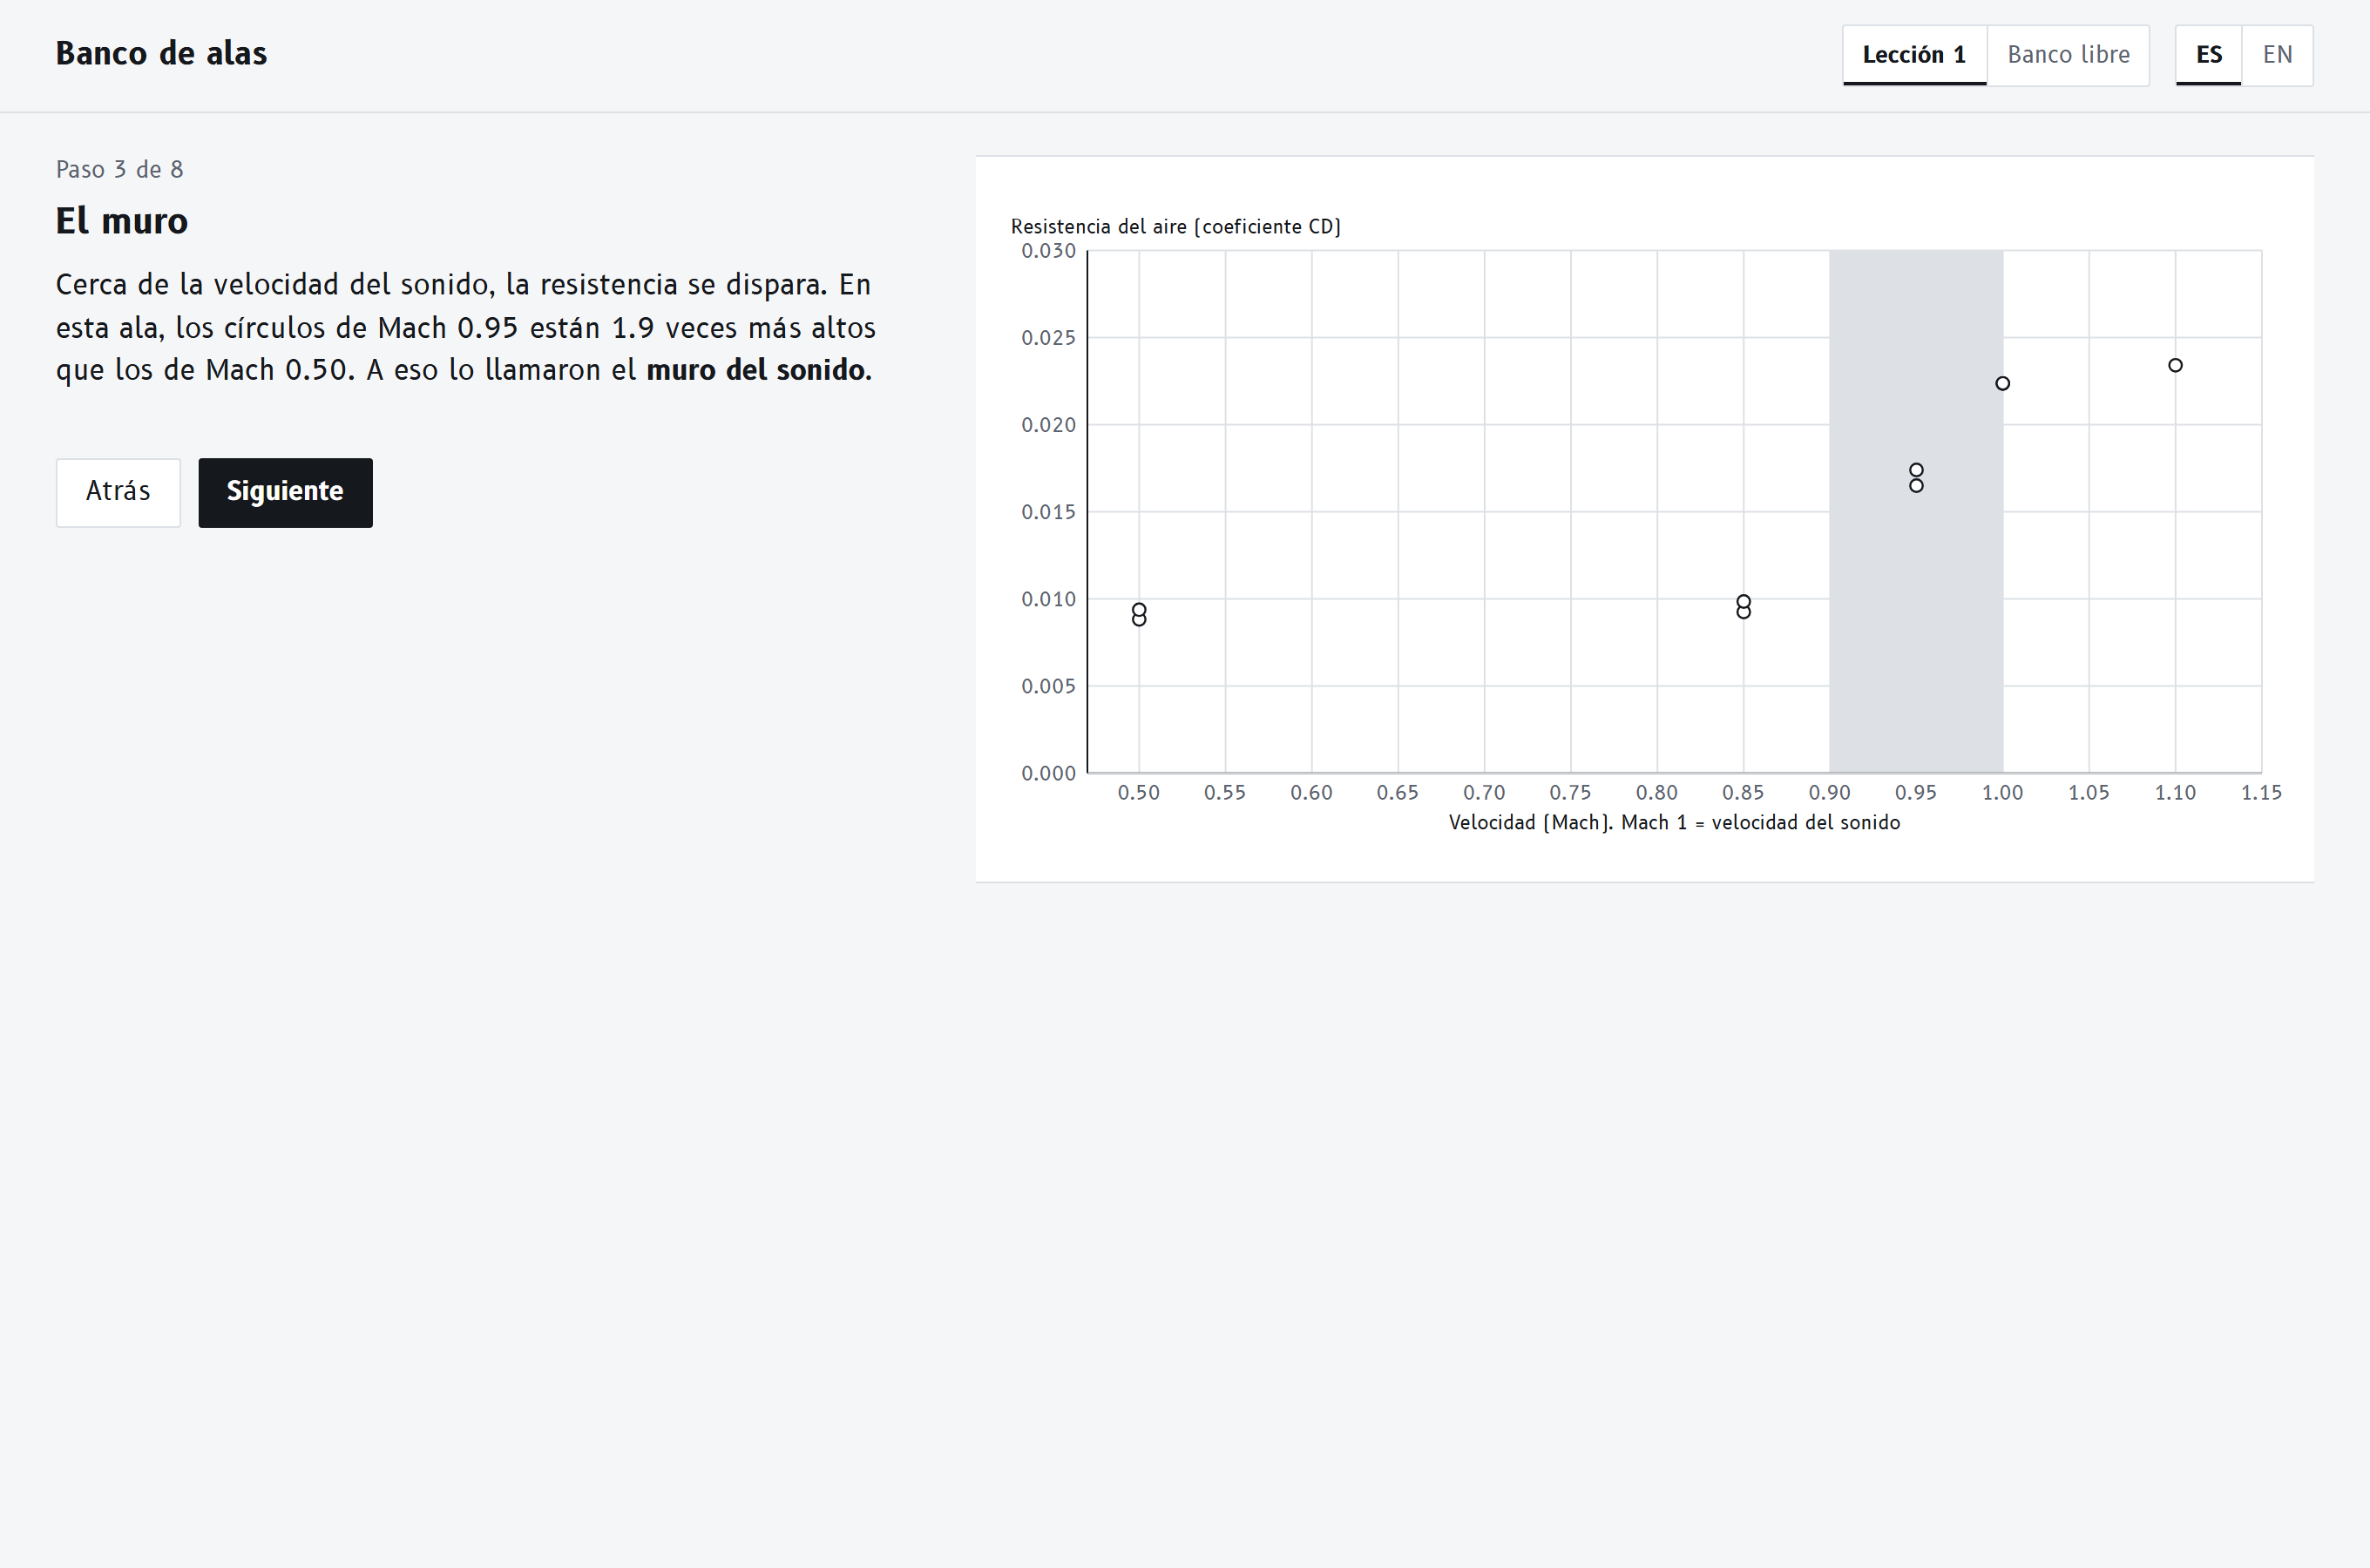 Banco de alas
Lección 1
Banco libre
ES
EN
Paso 3 de 8
El muro
Cerca de la velocidad del sonido, la resistencia se dispara. En
esta ala, los círculos de Mach 0.95 están 1.9 veces más altos
que los de Mach 0.50. A eso lo llamaron el muro del sonido.
Atrás
Siguiente
Resistencia del aire (coeficiente CD)
0.030
0.025
0.020
0.015
0.010
0.005
0.000
0.50 0.55 0.60 0.65 0.70 0.75 0.80 0.85 0.90 0.95 1.00 1.05 1.10 1.15
Velocidad (Mach). Mach 1 = velocidad del sonido